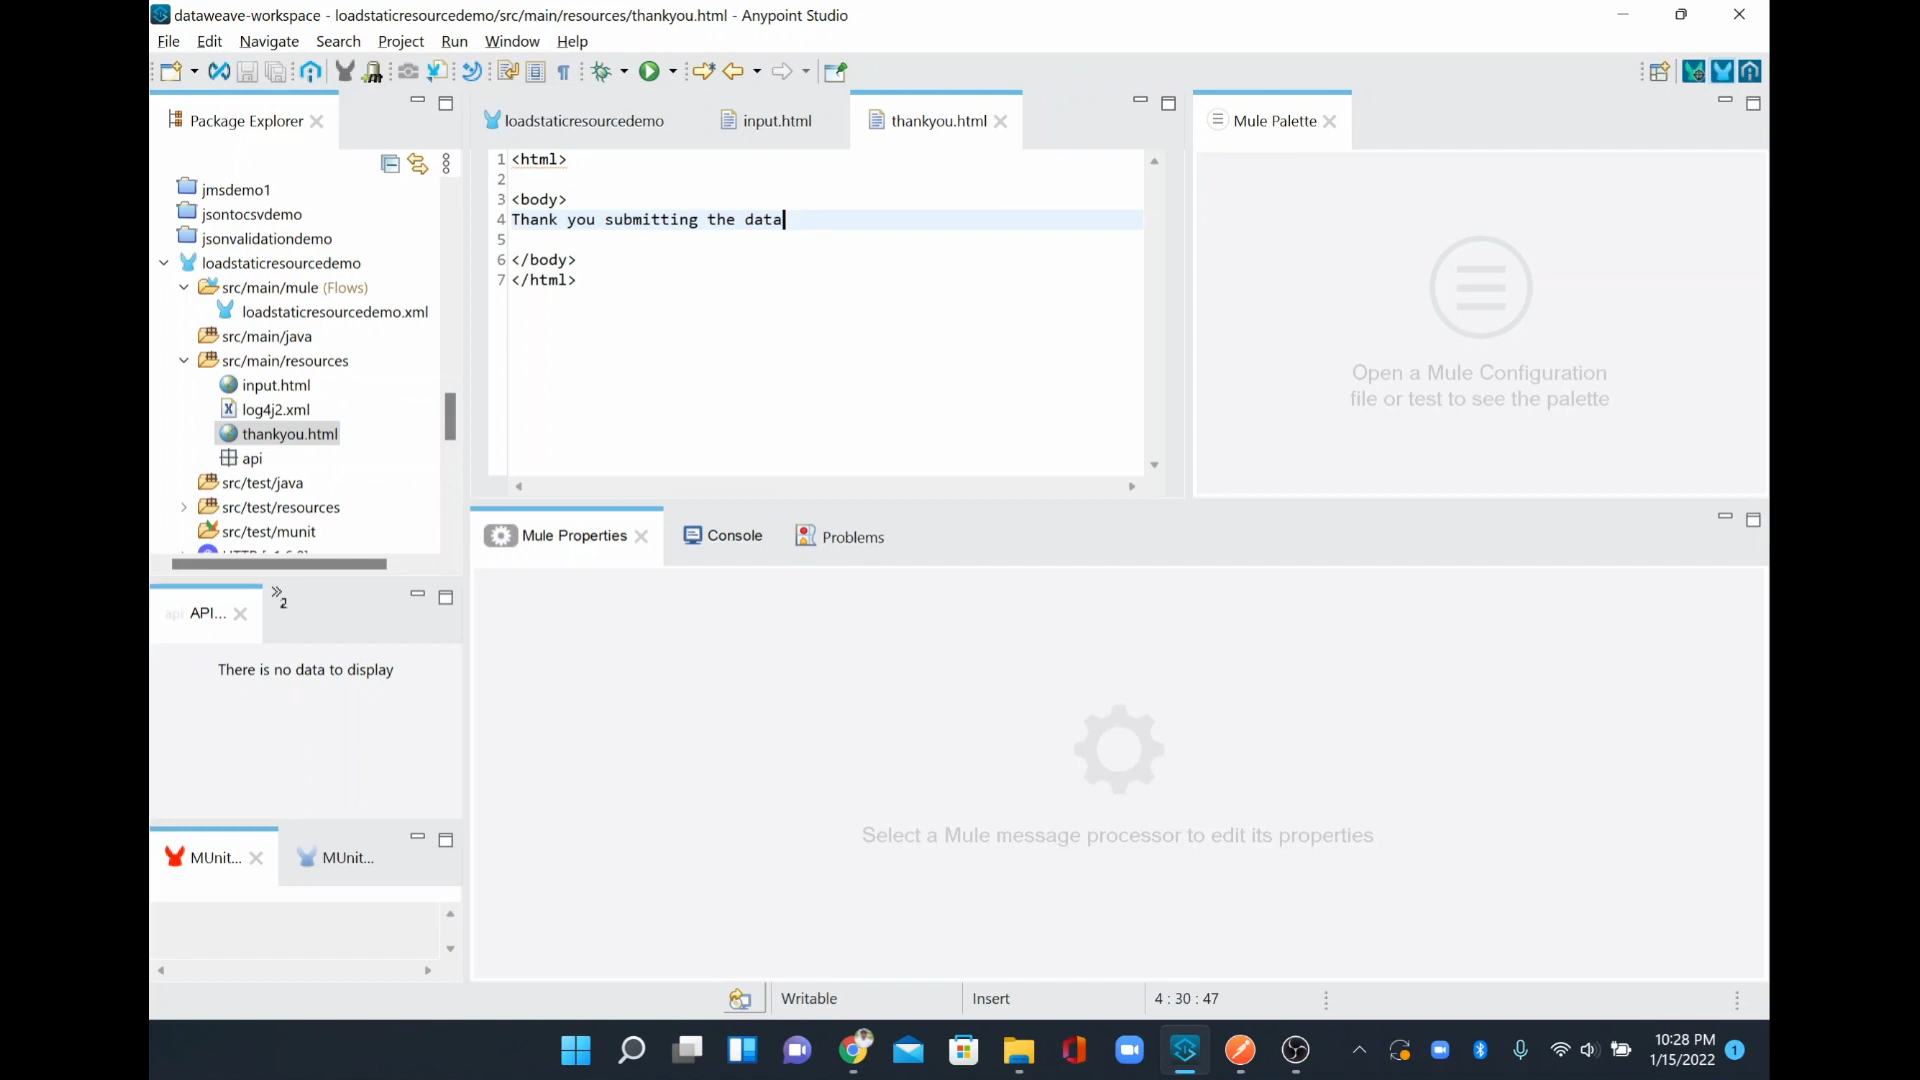 dataweave-workspace - loadstaticresourcedemo/src/main/resources/thankyou.html - Anypoint Studio
File Edit Navigate Search Project Run Window Help
Package Explorer
jmsdemo1
jsontocsvdemo
jsonvalidationdemo
loadstaticresourcedemo
src/main/mule (Flows)
loadstaticresourcedemo.xml
src/main/java
src/main/resources
input.html
log4j2.xml
thankyou.html
api
src/test/java
src/test/resources
src/test/munit
loadstaticresourcedemo input.html thankyou.html
1 <html>
2
3 <body>
4 Thank you submitting the data
5
6 </body>
7 </html>
Mule Palette
Open a Mule Configuration
file or test to see the palette
api API...
2
There is no data to display
MUnit... MUnit...
Mule Properties Console Problems
Select a Mule message processor to edit its properties
Writable Insert 4 : 30 : 47
10:28 PM
1/15/2022
1